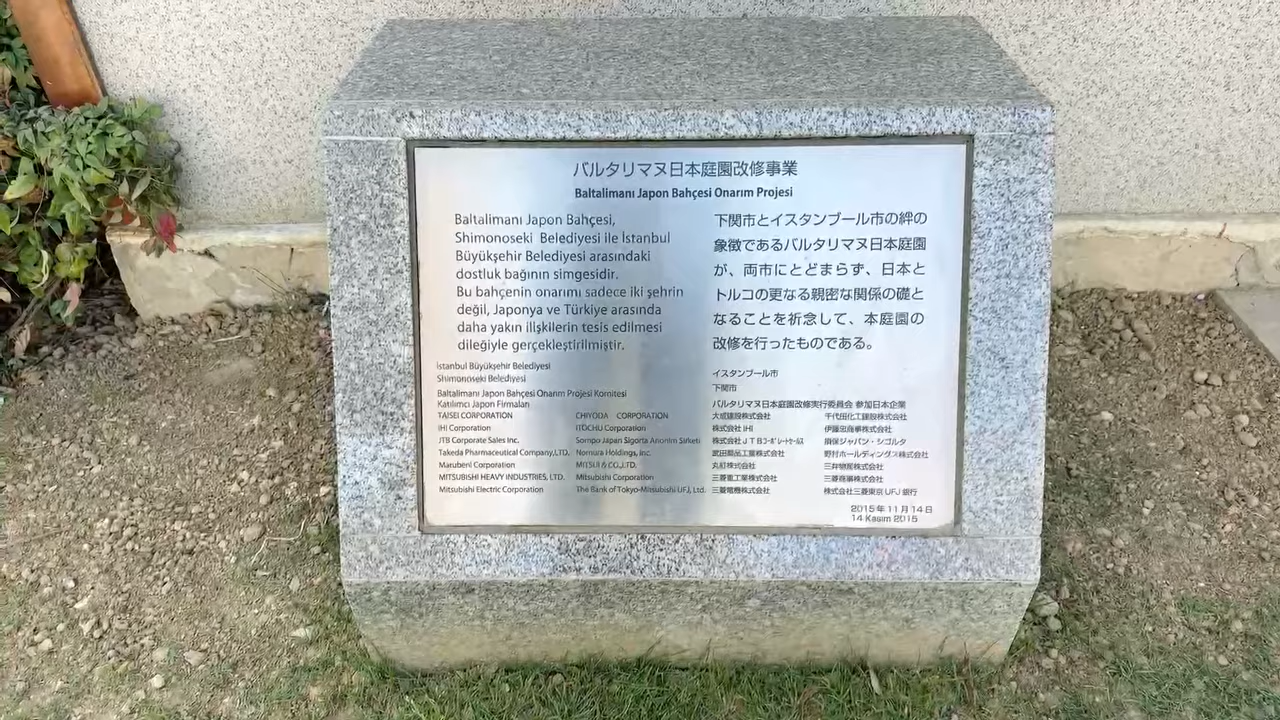 バルタリマヌ日本庭園改修事業
Baltalimanı Japon Bahçesi Onarım Projesi
Baltalimanı Japon Bahçesi,
Shimonoseki Belediyesi ile İstanbul
Büyükşehir Belediyesi arasındaki
dostluk bağının simgesidir.
Bu bahçenin onarımı sadece iki şehrin
değil, Japonya ve Türkiye arasında
daha yakın ilişkilerin tesis edilmesi
dileğiyle gerçekleştirilmiştir.
下関市とイスタンブール市の絆の
象徴であるバルタリマヌ日本庭園
が、両市にとどまらず、日本と
トルコの更なる親密な関係の礎と
なることを祈念して、本庭園の
改修を行ったものである。
İstanbul Büyükşehir Belediyesi
Shimonoseki Belediyesi
Baltalimanı Japon Bahçesi Onarım Projesi Komitesi
Katılımcı Japon Firmaları
TAISEI CORPORATION
IHI Corporation
JTB Corporate Sales Inc.
Takeda Pharmaceutical Company,LTD.
Marubeni Corporation
MITSUBISHI HEAVY INDUSTRIES, LTD.
Mitsubishi Electric Corporation
CHIYODA CORPORATION
ITOCHU Corporation
Sompo Japan Sigorta Anonim Sirketi
Nomura Holdings, Inc.
MITSUI & CO.,LTD.
Mitsubishi Corporation
The Bank of Tokyo-Mitsubishi UFJ, Ltd.
イスタンブール市
下関市
バルタリマヌ日本庭園改修実行委員会 参加日本企業
大成建設株式会社
株式会社 IHI
株式会社ＪＴＢコーポレートセールス
武田薬品工業株式会社
丸紅株式会社
三菱重工業株式会社
三菱電機株式会社
千代田化工建設株式会社
伊藤忠商事株式会社
損保ジャパン・シゴルタ
野村ホールディングス株式会社
三井物産株式会社
三菱商事株式会社
株式会社三菱東京 UFJ 銀行
2015年11月14日
14 Kasım 2015